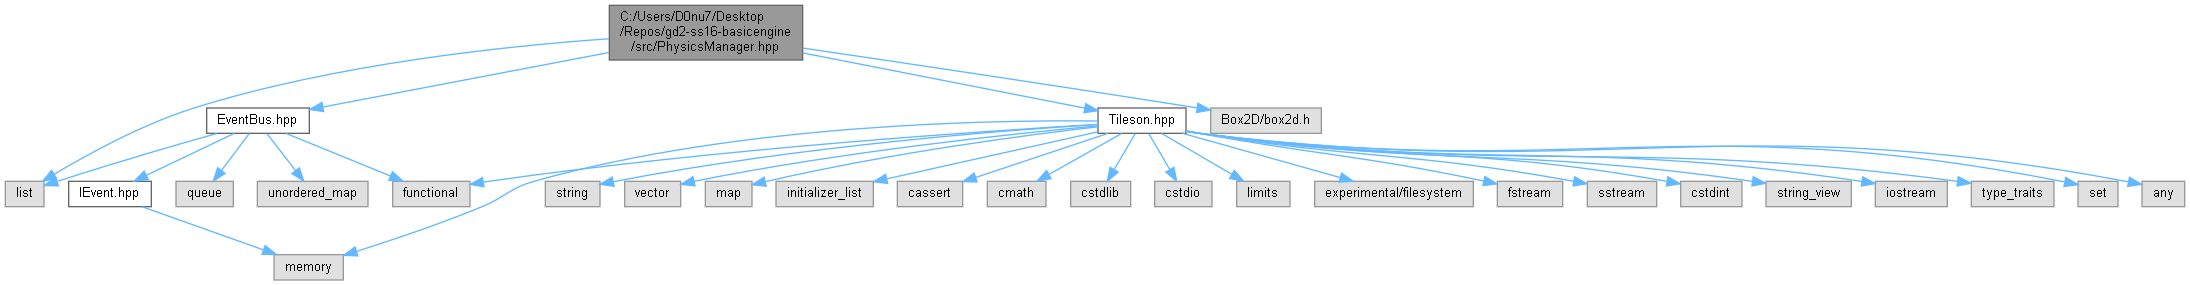 C:/Users/D0nu7/Desktop
/Repos/gd2-ss16-basicengine
/src/PhysicsManager.hpp
EventBus.hpp
Tileson.hpp
Box2D/box2d.h
list
IEvent.hpp
queue
unordered_map
functional
string
vector
map
initializer_list
cassert
cmath
cstdlib
cstdio
limits
experimental/filesystem
fstream
sstream
cstdint
string_view
iostream
type_traits
set
any
memory